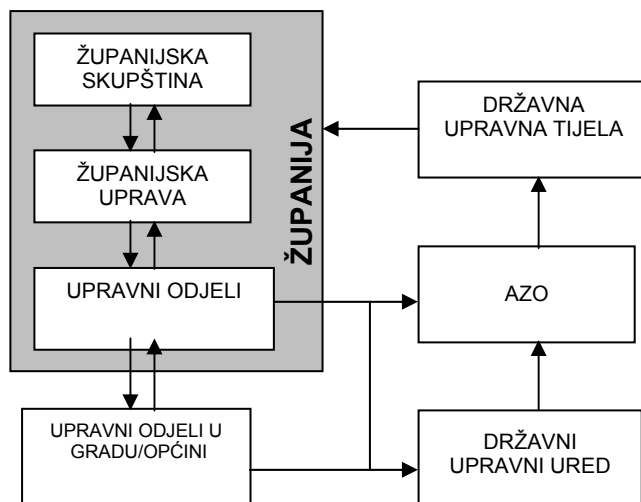 ŽUPANIJSKA
SKUPŠTINA
ŽUPANIJSKA
UPRAVA
UPRAVNI ODJELI
ŽUPANIJA
UPRAVNI ODJELI U
GRADU/OPĆINI
DRŽAVNA
UPRAVNA TIJELA
AZO
DRŽAVNI
UPRAVNI URED